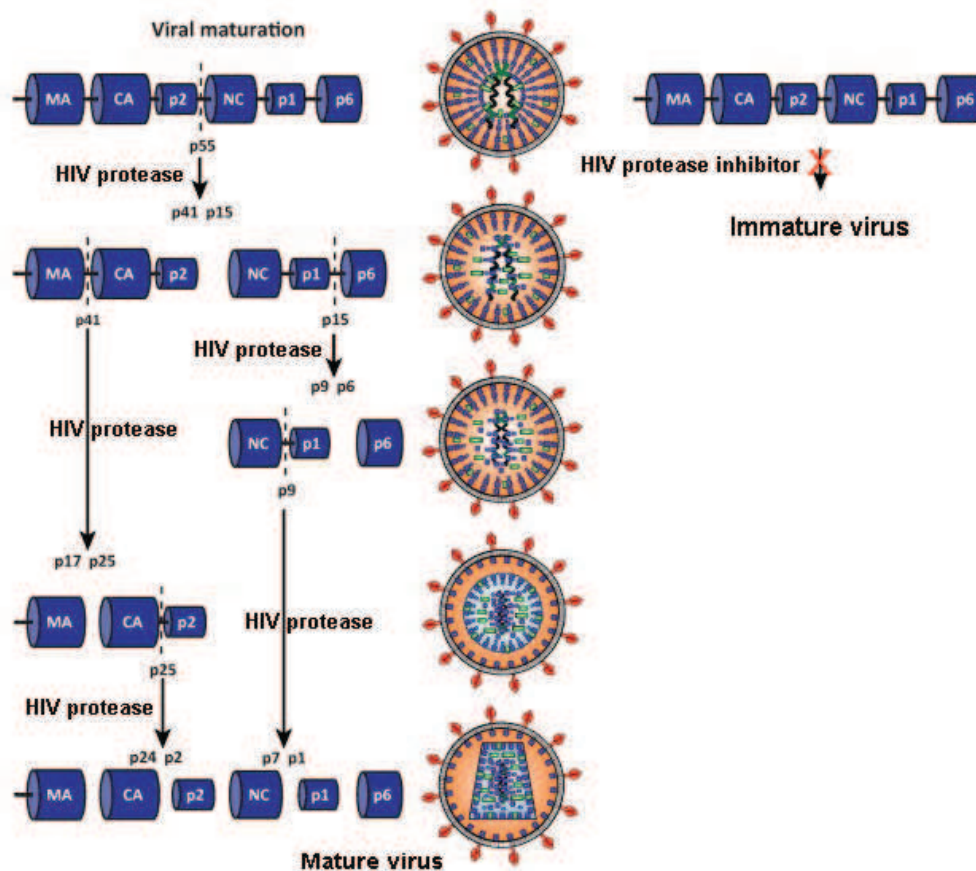 Viral maturation
MA CA p2 NC p1 p6
p55
HIV protease
p41 p15
MA CA p2 NC p1 p6
p41 p15
HIV protease
p9 p6
HIV protease
NC p1 p6
p9
p17 p25
MA CA p2
HIV protease
p25
HIV protease
p24 p2 p7 p1
MA CA p2 NC p1 p6
Mature virus
MA CA p2 NC p1 p6
HIV protease inhibitor
Immature virus